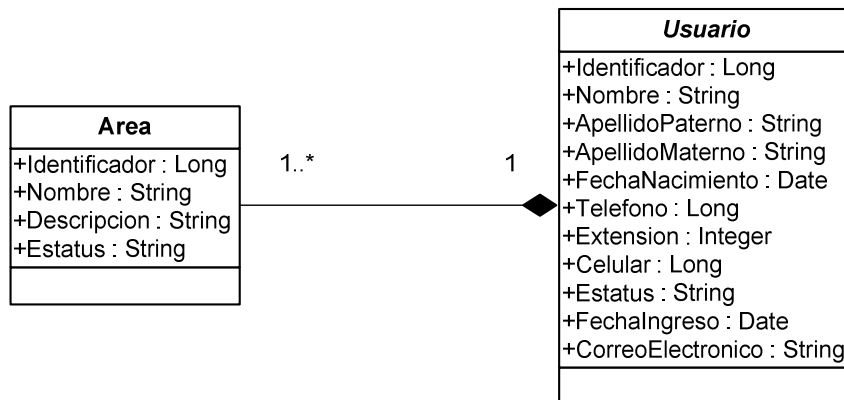 Area
+Identificador : Long
+Nombre : String
+Descripcion : String
+Estatus : String
1..*
1
Usuario
+Identificador : Long
+Nombre : String
+ApellidoPaterno : String
+ApellidoMaterno : String
+FechaNacimiento : Date
+Telefono : Long
+Extension : Integer
+Celular : Long
+Estatus : String
+FechaIngreso : Date
+CorreoElectronico : String